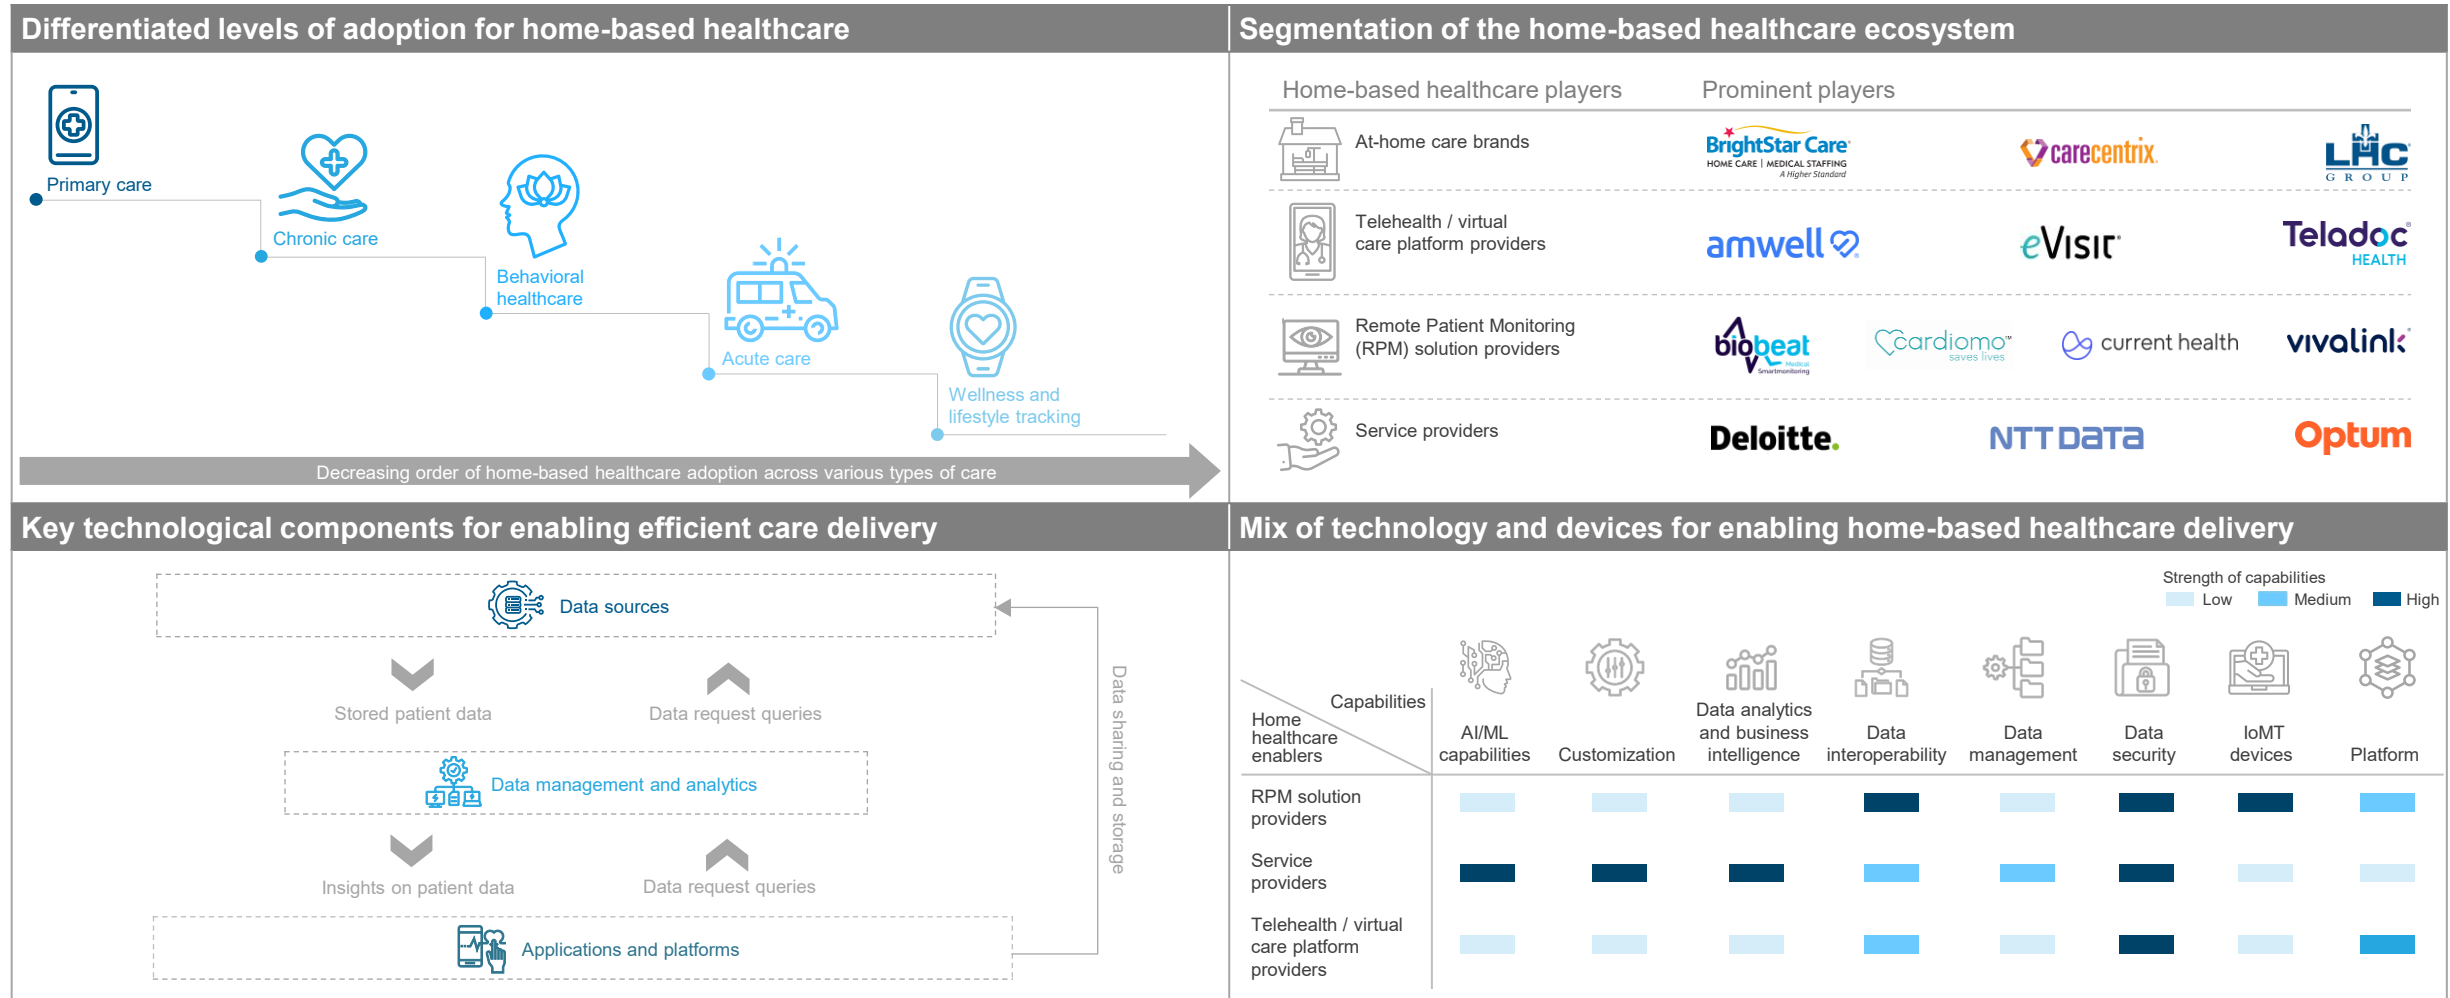 Differentiated levels of adoption for home-based healthcare
Primary care
Chronic care
Behavioral
healthcare
Acute care
Wellness and
lifestyle tracking
Decreasing order of home-based healthcare adoption across various types of care
Segmentation of the home-based healthcare ecosystem
Home-based healthcare players
Prominent players
At-home care brands
BrightStar Care®
HOME CARE | MEDICAL STAFFING
A Higher Standard
carecentrix.
LHC
GROUP
Telehealth / virtual
care platform providers
amwell
eVisit
Teladoc
HEALTH
Remote Patient Monitoring
(RPM) solution providers
biobeat
Medical
Smartmonitoring
cardiomo™
saves lives
current health
vivalink
Service providers
Deloitte.
NTT DATA
Optum
Key technological components for enabling efficient care delivery
Data sources
Stored patient data
Data request queries
Data management and analytics
Insights on patient data
Data request queries
Applications and platforms
Data sharing and storage
Mix of technology and devices for enabling home-based healthcare delivery
Strength of capabilities
Low
Medium
High
Capabilities
Home
healthcare
enablers
AI/ML
capabilities
Customization
Data analytics
and business
intelligence
Data
interoperability
Data
management
Data
security
IoMT
devices
Platform
RPM solution
providers
Service
providers
Telehealth / virtual
care platform
providers